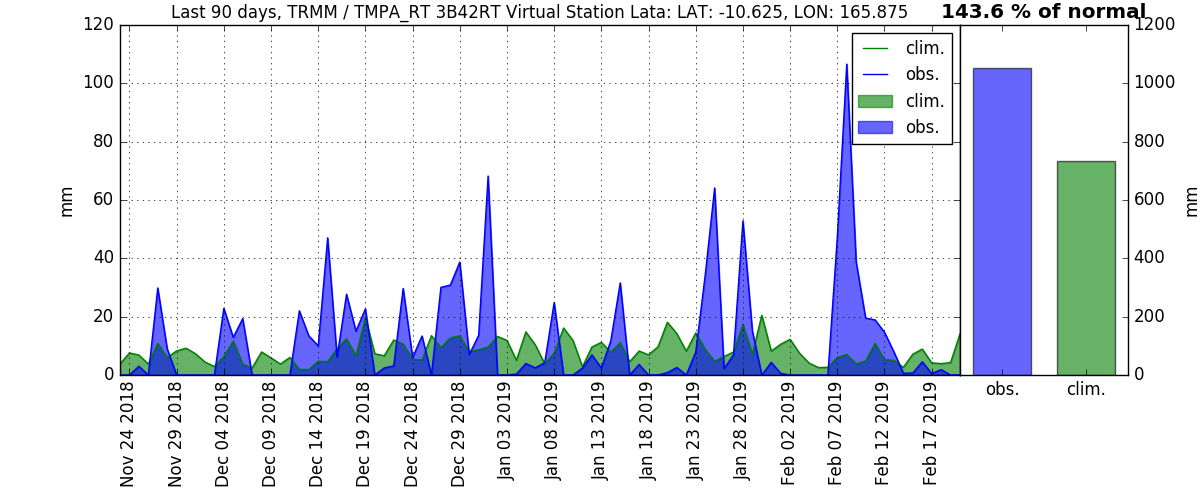 Last 90 days, TRMM / TMPA_RT 3B42RT Virtual Station Lata: LAT: -10.625, LON: 165.875
143.6 % of normal
120
100
80
60
40
20
0
mm
clim.
obs.
clim.
obs.
1200
1000
800
600
400
200
0
mm
Nov 24 2018
Nov 29 2018
Dec 04 2018
Dec 09 2018
Dec 14 2018
Dec 19 2018
Dec 24 2018
Dec 29 2018
Jan 03 2019
Jan 08 2019
Jan 13 2019
Jan 18 2019
Jan 23 2019
Jan 28 2019
Feb 02 2019
Feb 07 2019
Feb 12 2019
Feb 17 2019
obs.
clim.